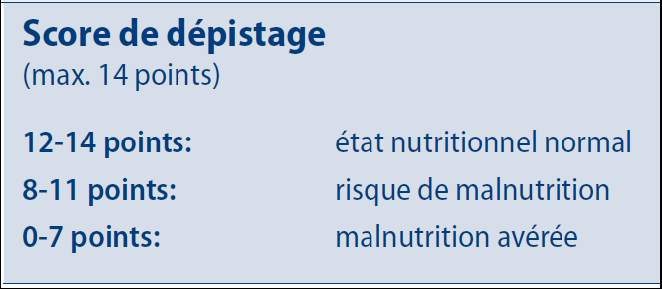 Score de dépistage
(max. 14 points)
12-14 points: état nutritionnel normal
8-11 points: risque de malnutrition
0-7 points: malnutrition avérée